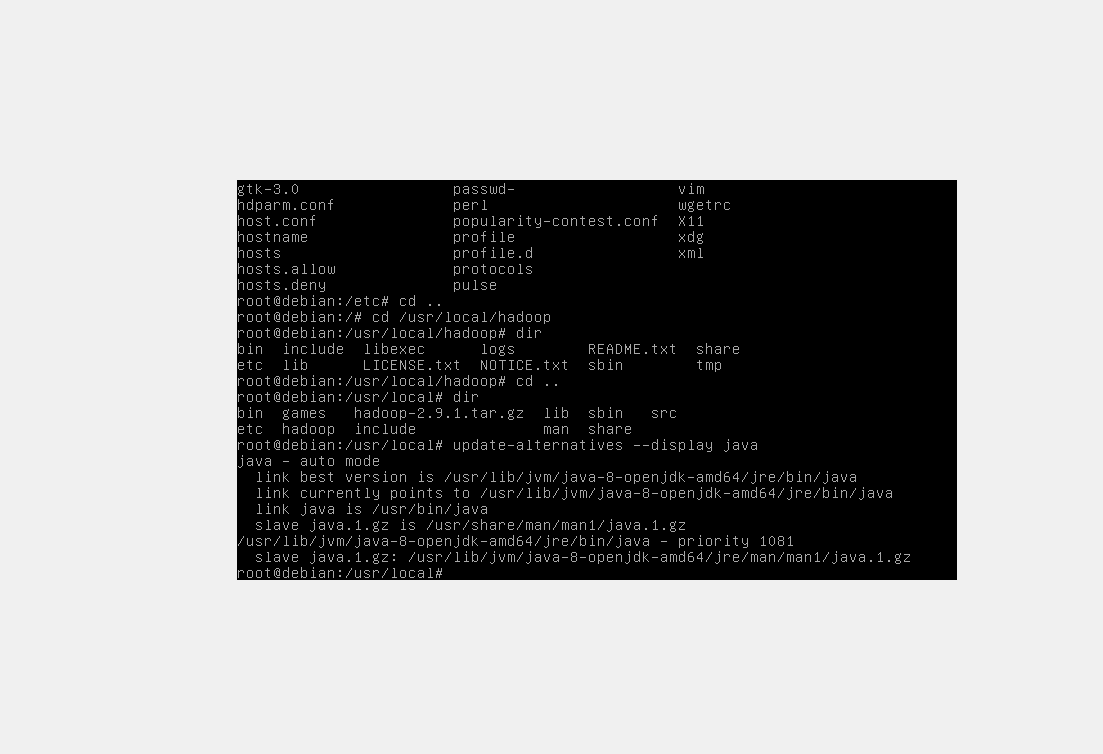 gtk-3.0                 passwd-                  vim
hdparm.conf             perl                     wgetrc
host.conf               popularity-contest.conf  X11
hostname                profile                  xdg
hosts                   profile.d                xml
hosts.allow             protocols
hosts.deny              pulse
root@debian:/etc# cd ..
root@debian:/# cd /usr/local/hadoop
root@debian:/usr/local/hadoop# dir
bin  include  libexec      logs        README.txt  share
etc  lib      LICENSE.txt  NOTICE.txt  sbin        tmp
root@debian:/usr/local/hadoop# cd ..
root@debian:/usr/local# dir
bin  games   hadoop-2.9.1.tar.gz  lib  sbin   src
etc  hadoop  include              man  share
root@debian:/usr/local# update-alternatives --display java
java - auto mode
  link best version is /usr/lib/jvm/java-8-openjdk-amd64/jre/bin/java
  link currently points to /usr/lib/jvm/java-8-openjdk-amd64/jre/bin/java
  link java is /usr/bin/java
  slave java.1.gz is /usr/share/man/man1/java.1.gz
/usr/lib/jvm/java-8-openjdk-amd64/jre/bin/java - priority 1081
  slave java.1.gz: /usr/lib/jvm/java-8-openjdk-amd64/jre/man/man1/java.1.gz
root@debian:/usr/local#